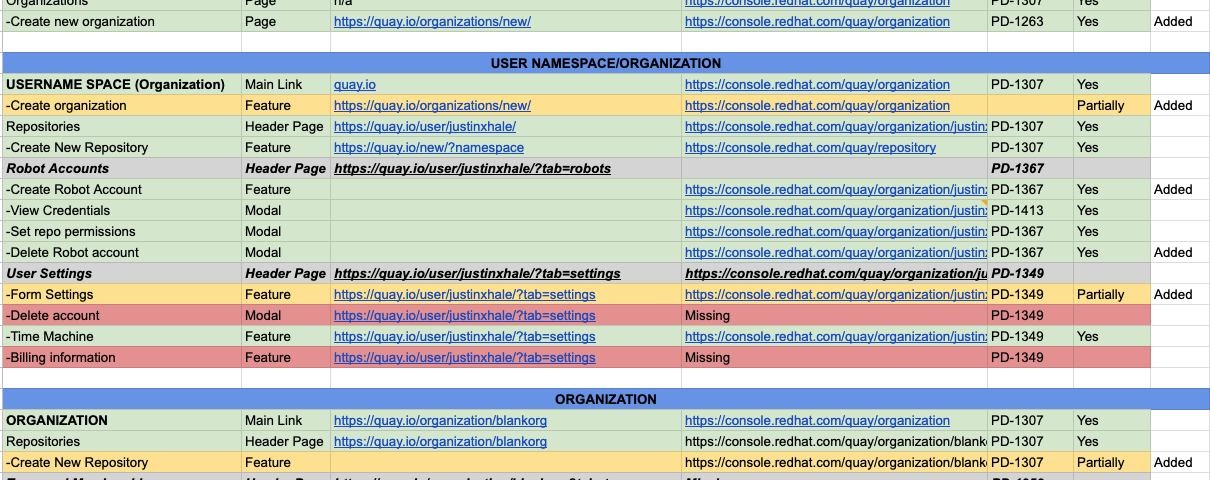 Organizations Page n/a https://console.redhat.com/quay/organization PD-1307 Yes
-Create new organization Page https://quay.io/organizations/new/ https://console.redhat.com/quay/organization PD-1263 Yes Added
USER NAMESPACE/ORGANIZATION
USERNAME SPACE (Organization) Main Link quay.io https://console.redhat.com/quay/organization PD-1307 Yes
-Create organization Feature https://quay.io/organizations/new/ https://console.redhat.com/quay/organization Partially Added
Repositories Header Page https://quay.io/user/justinxhale/ https://console.redhat.com/quay/organization/justinx PD-1307 Yes
-Create New Repository Feature https://quay.io/new/?namespace https://console.redhat.com/quay/repository PD-1307 Yes
Robot Accounts Header Page https://quay.io/user/justinxhale/?tab=robots PD-1367
-Create Robot Account Feature https://console.redhat.com/quay/organization/justinx PD-1367 Yes Added
-View Credentials Modal https://console.redhat.com/quay/organization/justinx PD-1413 Yes
-Set repo permissions Modal https://console.redhat.com/quay/organization/justinx PD-1367 Yes
-Delete Robot account Modal https://console.redhat.com/quay/organization/justinx PD-1367 Yes Added
User Settings Header Page https://quay.io/user/justinxhale/?tab=settings https://console.redhat.com/quay/organization/ju PD-1349
-Form Settings Feature https://quay.io/user/justinxhale/?tab=settings https://console.redhat.com/quay/organization/justinx PD-1349 Partially Added
-Delete account Modal https://quay.io/user/justinxhale/?tab=settings Missing PD-1349
-Time Machine Feature https://quay.io/user/justinxhale/?tab=settings https://console.redhat.com/quay/organization/justinx PD-1349 Yes
-Billing information Feature https://quay.io/user/justinxhale/?tab=settings Missing PD-1349
ORGANIZATION
ORGANIZATION Main Link https://quay.io/organization/blankorg https://console.redhat.com/quay/organization PD-1307 Yes
Repositories Header Page https://quay.io/organization/blankorg https://console.redhat.com/quay/organization/blank PD-1307 Yes
-Create New Repository Feature https://console.redhat.com/quay/organization/blank PD-1307 Partially Added